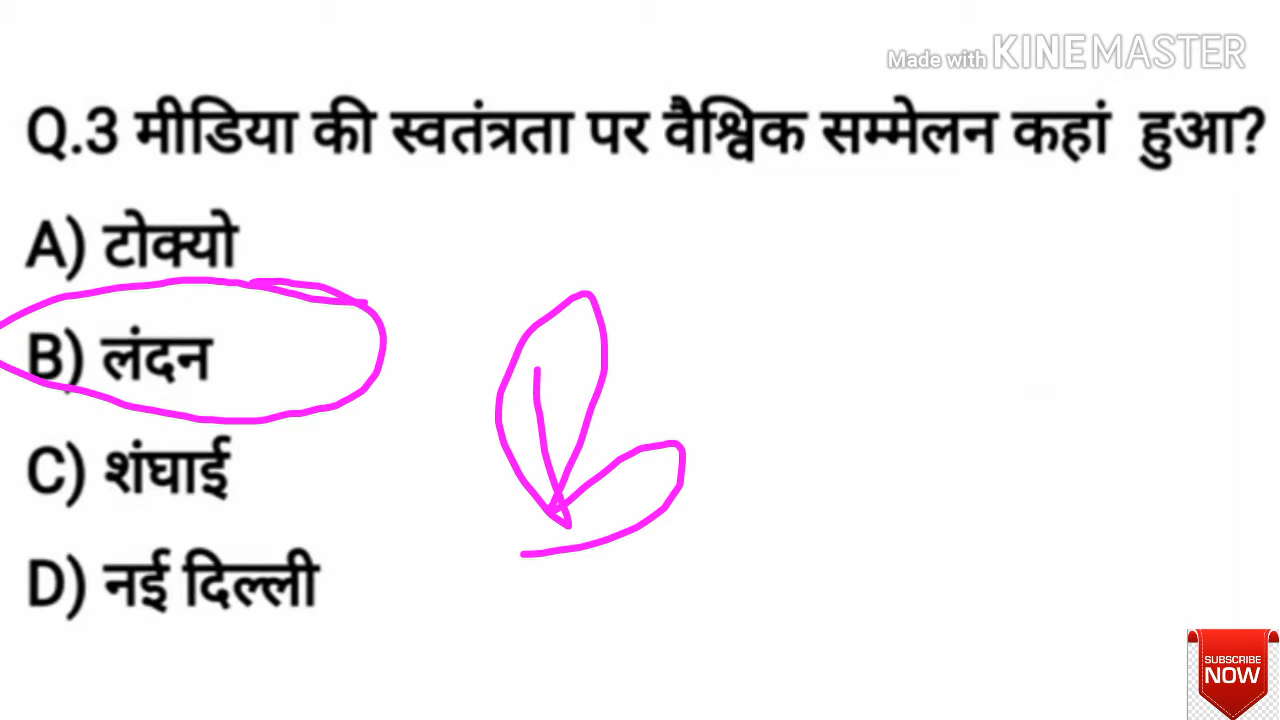 Made with KINEMASTER
Q.3 मीडिया की स्वतंत्रता पर वैश्विक सम्मेलन कहां हुआ?
A) टोक्यो
B) लंदन
C) शंघाई
D) नई दिल्ली
SUBSCRIBE
NOW